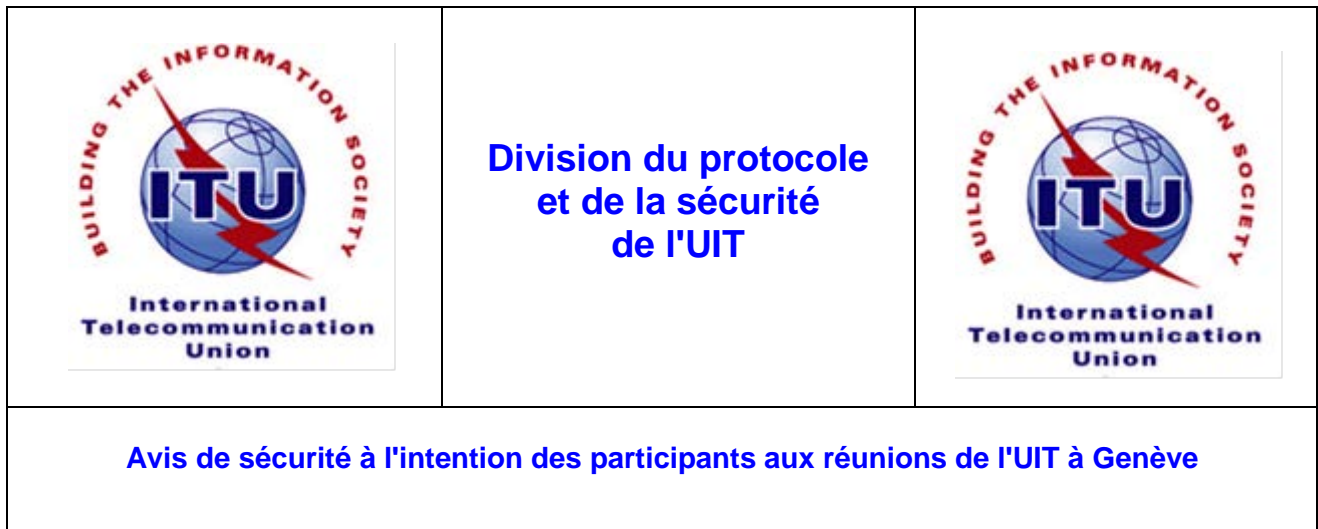 BUILDING THE INFORMATION SOCIETY
ITU
International
Telecommunication
Union
Division du protocole
et de la sécurité
de l'UIT
BUILDING THE INFORMATION SOCIETY
ITU
International
Telecommunication
Union
Avis de sécurité à l'intention des participants aux réunions de l'UIT à Genève